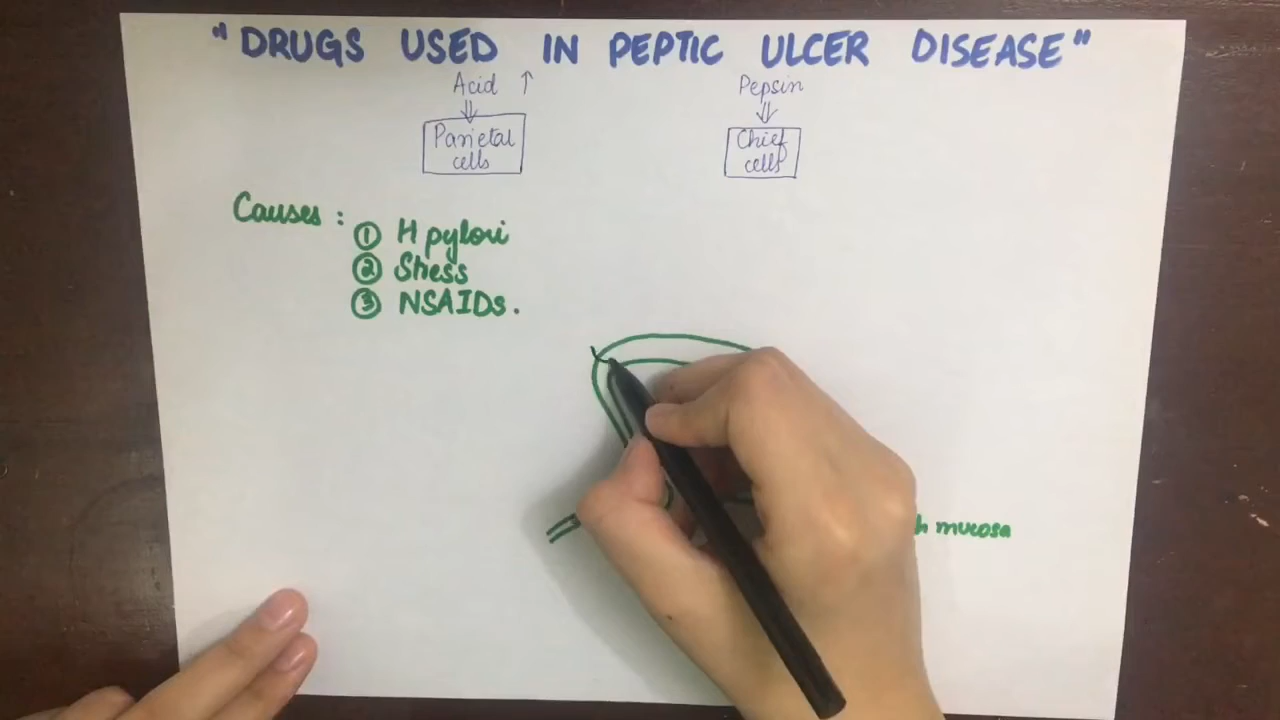 "DRUGS USED IN PEPTIC ULCER DISEASE"
Acid ↑ Pepsin
Parietal Chief
cells cells
Causes :
① H pylori
② Stress
③ NSAIDs.
mucosa